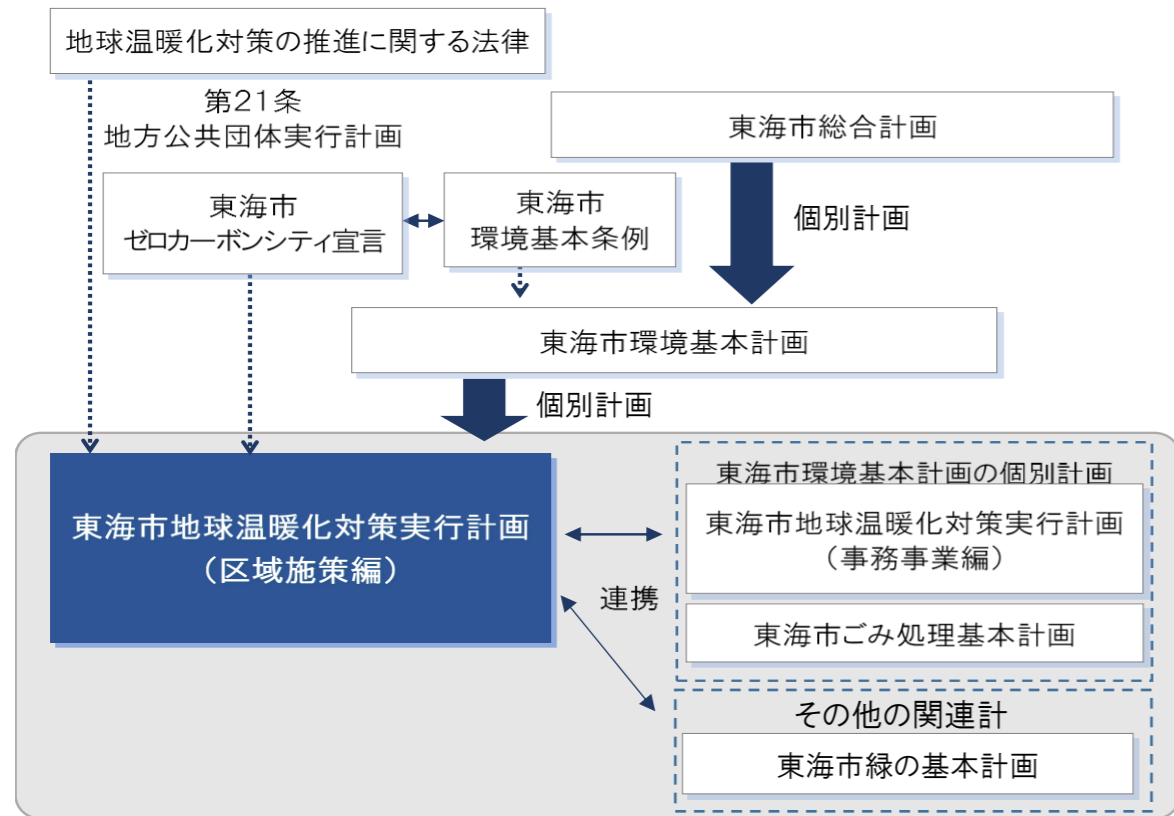 地球温暖化対策の推進に関する法律
第21条
地方公共団体実行計画
東海市総合計画
東海市
ゼロカーボンシティ宣言
東海市
環境基本条例
個別計画
東海市環境基本計画
個別計画
東海市地球温暖化対策実行計画
（区域施策編）
連携
東海市環境基本計画の個別計画
東海市地球温暖化対策実行計画
（事務事業編）
東海市ごみ処理基本計画
その他の関連計
東海市緑の基本計画